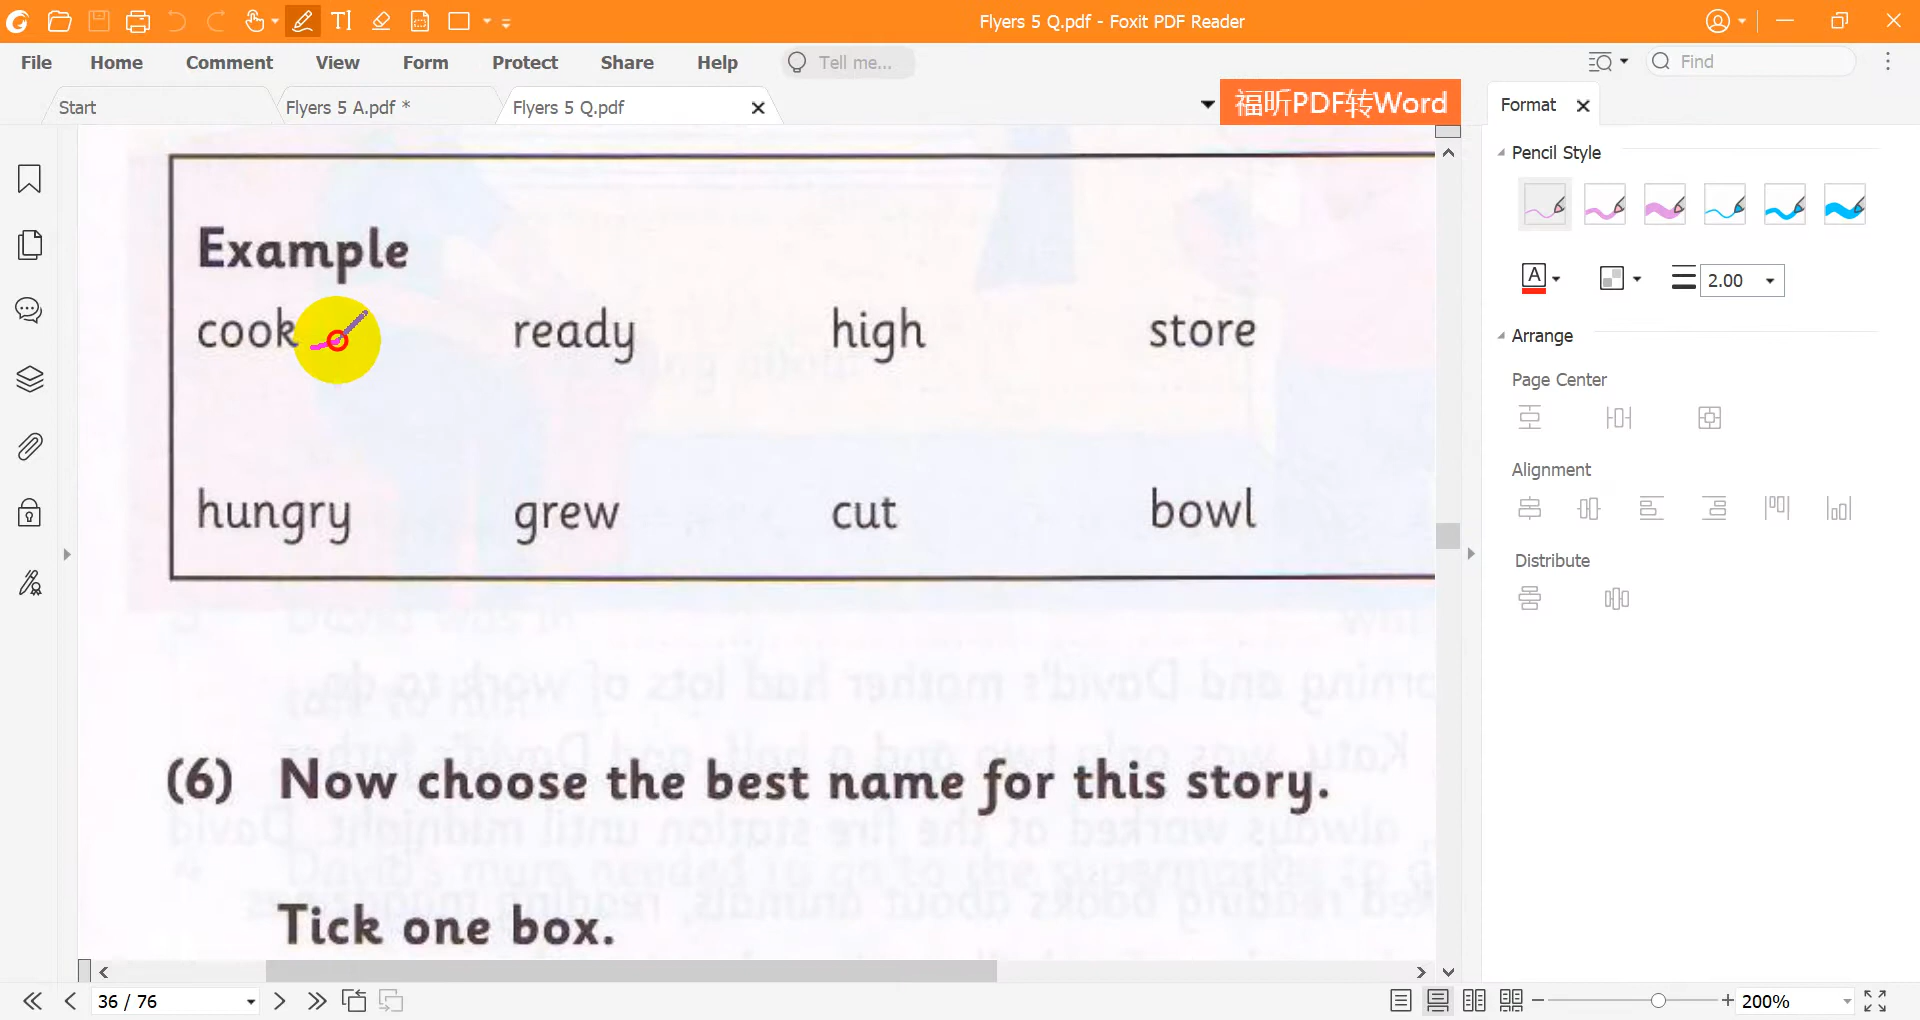 Flyers 5 Q.pdf - Foxit PDF Reader
File Home Comment View Form Protect Share Help Tell me... Find
Start Flyers 5 A.pdf * Flyers 5 Q.pdf 福昕PDF转Word Format
Pencil Style
A 2.00
Arrange
Page Center
Alignment
Distribute
Example
cook ready high store
hungry grew cut bowl
(6) Now choose the best name for this story.
Tick one box.
36 / 76 200%